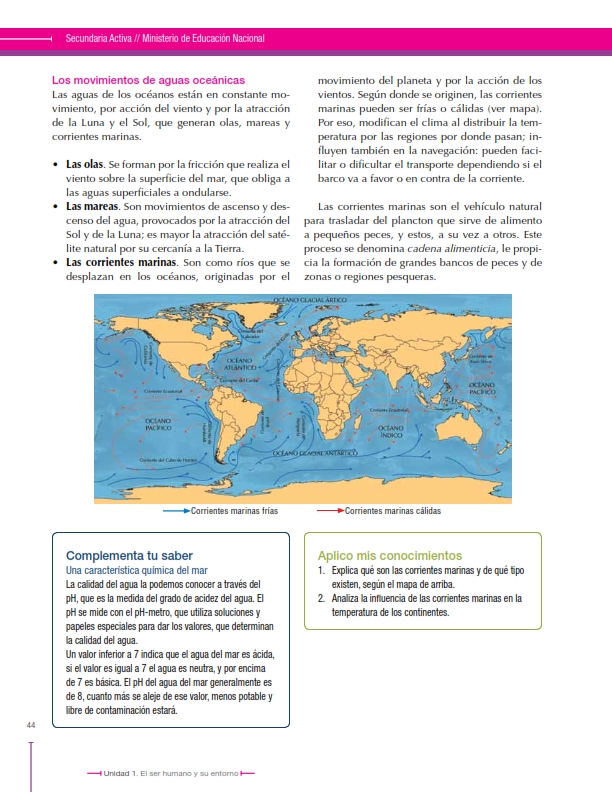 Secundaria Activa // Ministerio de Educación Nacional
Los movimientos de aguas oceánicas
Las aguas de los océanos están en constante mo-
vimiento, por acción del viento y por la atracción
de la Luna y el Sol, que generan olas, mareas y
corrientes marinas.
• Las olas. Se forman por la fricción que realiza el
viento sobre la superficie del mar, que obliga a
las aguas superficiales a ondularse.
• Las mareas. Son movimientos de ascenso y des-
censo del agua, provocados por la atracción del
Sol y de la Luna; es mayor la atracción del saté-
lite natural por su cercanía a la Tierra.
• Las corrientes marinas. Son como ríos que se
desplazan en los océanos, originadas por el
movimiento del planeta y por la acción de los
vientos. Según donde se originen, las corrientes
marinas pueden ser frías o cálidas (ver mapa).
Por eso, modifican el clima al distribuir la tem-
peratura por las regiones por donde pasan; in-
fluyen también en la navegación: pueden faci-
litar o dificultar el transporte dependiendo si el
barco va a favor o en contra de la corriente.
Las corrientes marinas son el vehículo natural
para trasladar del plancton que sirve de alimento
a pequeños peces, y estos, a su vez a otros. Este
proceso se denomina cadena alimenticia, le propi-
cia la formación de grandes bancos de peces y de
zonas o regiones pesqueras.
OCÉANO GLACIAL ÁRTICO
Corriente del
Labrador
OCÉANO
ATLÁNTICO
Corriente del Caribe
Corriente Ecuatorial
OCÉANO
PACÍFICO
Corriente del Cabo de Hornos
OCÉANO GLACIAL ANTÁRTICO
Corriente Ecuatorial
OCÉANO
ÍNDICO
OCÉANO
PACÍFICO
Corrientes marinas frías
Corrientes marinas cálidas
Complementa tu saber
Una característica química del mar
La calidad del agua la podemos conocer a través del
pH, que es la medida del grado de acidez del agua. El
pH se mide con el pH-metro, que utiliza soluciones y
papeles especiales para dar los valores, que determinan
la calidad del agua.
Un valor inferior a 7 indica que el agua del mar es ácida,
si el valor es igual a 7 el agua es neutra, y por encima
de 7 es básica. El pH del agua del mar generalmente es
de 8, cuanto más se aleje de ese valor, menos potable y
libre de contaminación estará.
Aplico mis conocimientos
1. Explica qué son las corrientes marinas y de qué tipo
existen, según el mapa de arriba.
2. Analiza la influencia de las corrientes marinas en la
temperatura de los continentes.
44
Unidad 1. El ser humano y su entorno